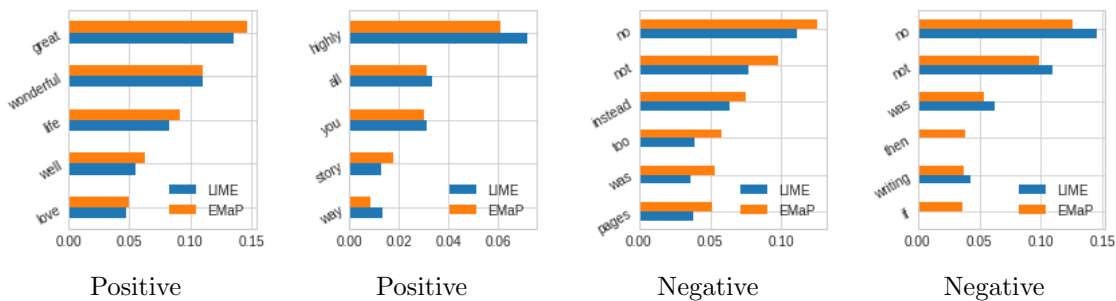 great
wonderful
life
well
love
LIME
EMaP
0.00 0.05 0.10 0.15
Positive
highly
all
you
story
way
LIME
EMaP
0.00 0.02 0.04 0.06
Positive
no
not
instead
too
was
pages
LIME
EMaP
0.00 0.05 0.10
Negative
no
not
was
then
writing
if
LIME
EMaP
0.00 0.05 0.10 0.15
Negative